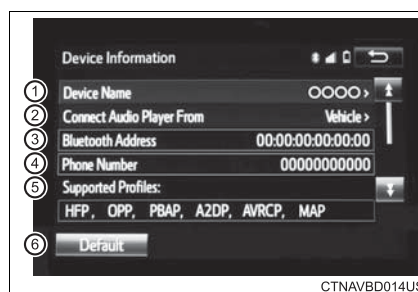 Device Information
① Device Name OOOO ›
② Connect Audio Player From Vehicle ›
③ Bluetooth Address 00:00:00:00:00:00
④ Phone Number 00000000000
⑤ Supported Profiles:
HFP, OPP, PBAP, A2DP, AVRCP, MAP
⑥ Default
CTNAVBD014US